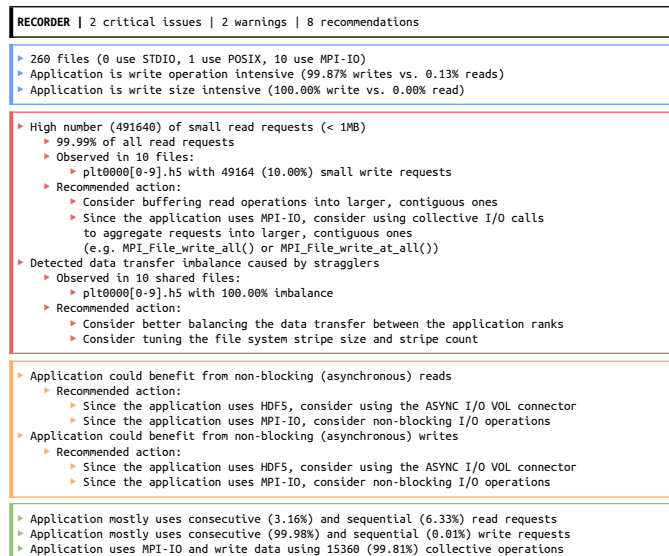 RECORDER | 2 critical issues | 2 warnings | 8 recommendations
▶ 260 files (0 use STDIO, 1 use POSIX, 10 use MPI-IO)
▶ Application is write operation intensive (99.87% writes vs. 0.13% reads)
▶ Application is write size intensive (100.00% write vs. 0.00% read)
▶ High number (491640) of small read requests (< 1MB)
▶ 99.99% of all read requests
▶ Observed in 10 files:
▶ plt0000[0-9].h5 with 49164 (10.00%) small write requests
▶ Recommended action:
▶ Consider buffering read operations into larger, contiguous ones
▶ Since the application uses MPI-IO, consider using collective I/O calls
to aggregate requests into larger, contiguous ones
(e.g. MPI_File_write_all() or MPI_File_write_at_all())
▶ Detected data transfer imbalance caused by stragglers
▶ Observed in 10 shared files:
▶ plt0000[0-9].h5 with 100.00% imbalance
▶ Recommended action:
▶ Consider better balancing the data transfer between the application ranks
▶ Consider tuning the file system stripe size and stripe count
▶ Application could benefit from non-blocking (asynchronous) reads
▶ Recommended action:
▶ Since the application uses HDF5, consider using the ASYNC I/O VOL connector
▶ Since the application uses MPI-IO, consider non-blocking I/O operations
▶ Application could benefit from non-blocking (asynchronous) writes
▶ Recommended action:
▶ Since the application uses HDF5, consider using the ASYNC I/O VOL connector
▶ Since the application uses MPI-IO, consider non-blocking I/O operations
▶ Application mostly uses consecutive (3.16%) and sequential (6.33%) read requests
▶ Application mostly uses consecutive (99.98%) and sequential (0.01%) write requests
▶ Application uses MPI-IO and write data using 15360 (99.81%) collective operations